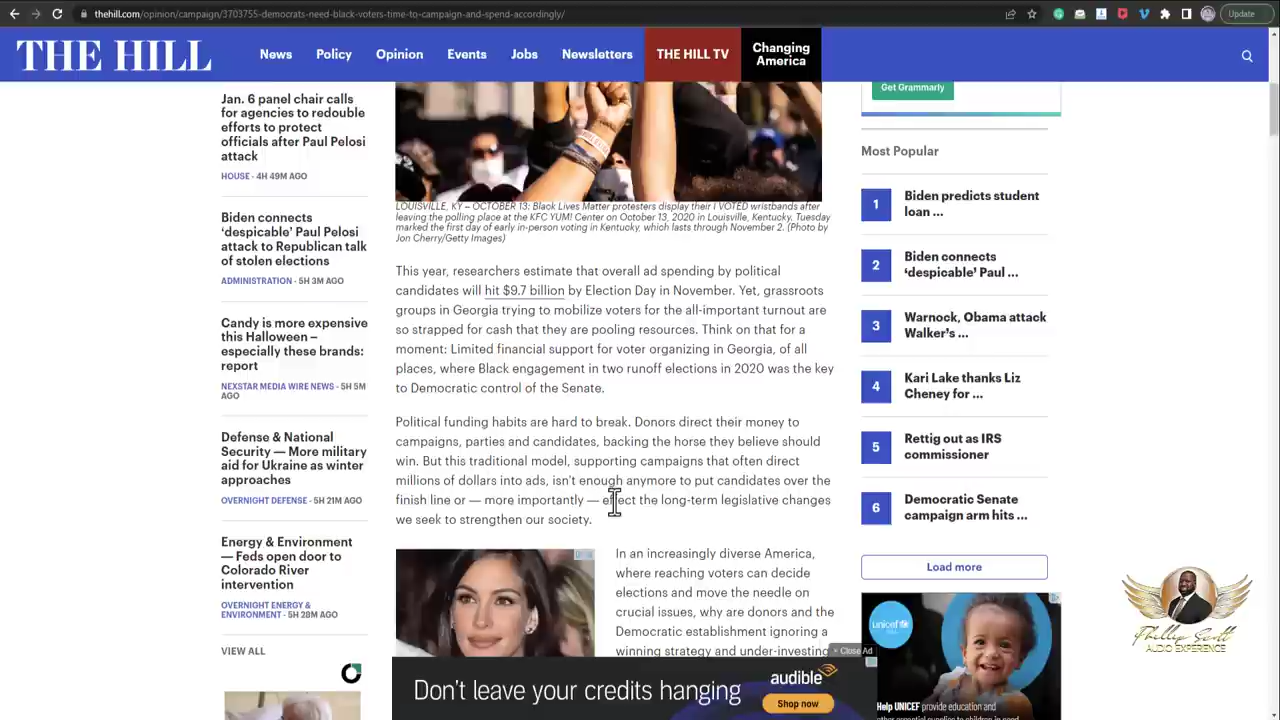 thehill.com/opinion/campaign/3703755-democrats-need-black-voters-time-to-campaign-and-spend-accordingly/
Update
THE HILL
News
Policy
Opinion
Events
Jobs
Newsletters
THE HILL TV
Changing
America
Jan. 6 panel chair calls
for agencies to redouble
efforts to protect
officials after Paul Pelosi
attack
HOUSE - 4H 49M AGO
Biden connects
‘despicable’ Paul Pelosi
attack to Republican talk
of stolen elections
ADMINISTRATION - 5H 3M AGO
Candy is more expensive
this Halloween –
especially these brands:
report
NEXSTAR MEDIA WIRE NEWS - 5H 5M
AGO
Defense & National
Security — More military
aid for Ukraine as winter
approaches
OVERNIGHT DEFENSE - 5H 21M AGO
Energy & Environment
— Feds open door to
Colorado River
intervention
OVERNIGHT ENERGY &
ENVIRONMENT - 5H 28M AGO
VIEW ALL
LOUISVILLE, KY – OCTOBER 13: Black Lives Matter protesters display their I VOTED wristbands after
leaving the polling place at the KFC YUM! Center on October 13, 2020 in Louisville, Kentucky. Tuesday
marked the first day of early in-person voting in Kentucky, which lasts through November 2. (Photo by
Jon Cherry/Getty Images)
This year, researchers estimate that overall ad spending by political
candidates will hit $9.7 billion by Election Day in November. Yet, grassroots
groups in Georgia trying to mobilize voters for the all-important turnout are
so strapped for cash that they are pooling resources. Think on that for a
moment: Limited financial support for voter organizing in Georgia, of all
places, where Black engagement in two runoff elections in 2020 was the key
to Democratic control of the Senate.
Political funding habits are hard to break. Donors direct their money to
campaigns, parties and candidates, backing the horse they believe should
win. But this traditional model, supporting campaigns that often direct
millions of dollars into ads, isn’t enough anymore to put candidates over the
finish line or — more importantly — effect the long-term legislative changes
we seek to strengthen our society.
In an increasingly diverse America,
where reaching voters can decide
elections and move the needle on
crucial issues, why are donors and the
Democratic establishment ignoring a
winning strategy and under-investing
Get Grammarly
Most Popular
1
Biden predicts student
loan ...
2
Biden connects
‘despicable’ Paul ...
3
Warnock, Obama attack
Walker’s ...
4
Kari Lake thanks Liz
Cheney for ...
5
Rettig out as IRS
commissioner
6
Democratic Senate
campaign arm hits ...
Load more
unicef
Help UNICEF provide education and
× Close Ad
Don’t leave your credits hanging
audible
Shop now
Phillip Scott
AUDIO EXPERIENCE